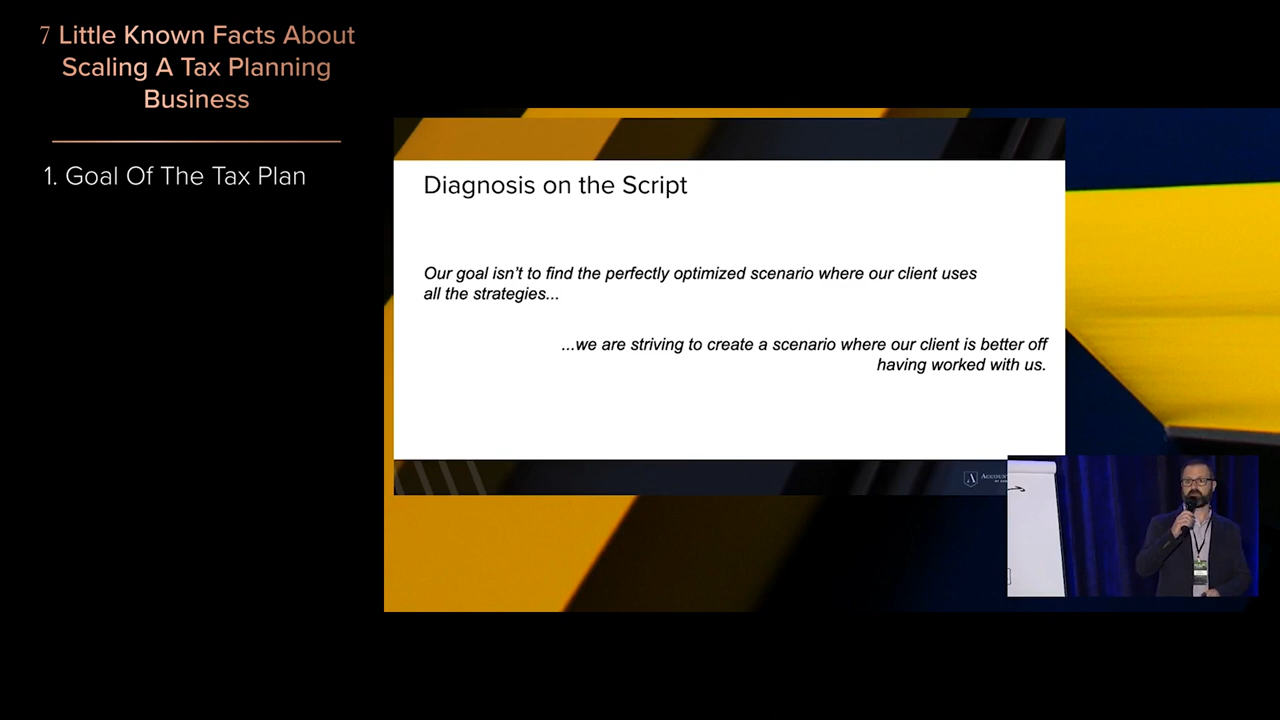 7 Little Known Facts About
Scaling A Tax Planning
Business
1. Goal Of The Tax Plan
Diagnosis on the Script
Our goal isn't to find the perfectly optimized scenario where our client uses
all the strategies...
...we are striving to create a scenario where our client is better off
having worked with us.